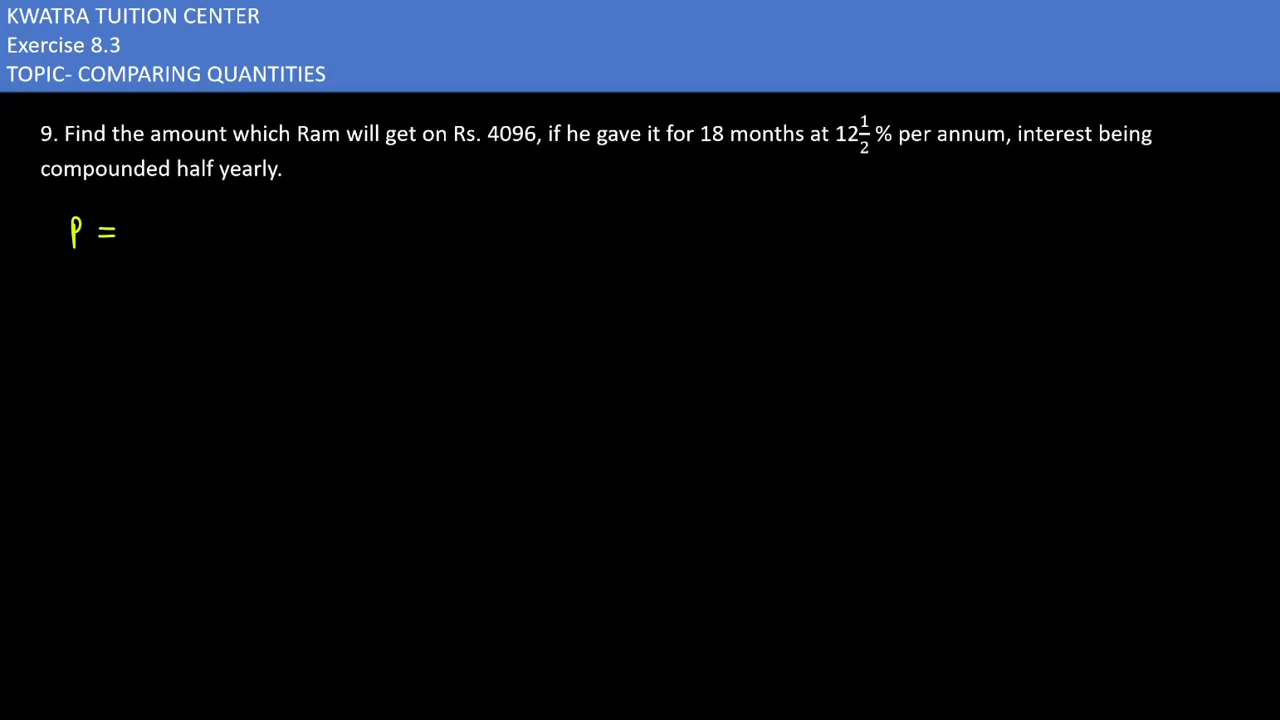 KWATRA TUITION CENTER
Exercise 8.3
TOPIC- COMPARING QUANTITIES
9. Find the amount which Ram will get on Rs. 4096, if he gave it for 18 months at 12½ % per annum, interest being
compounded half yearly.
P =